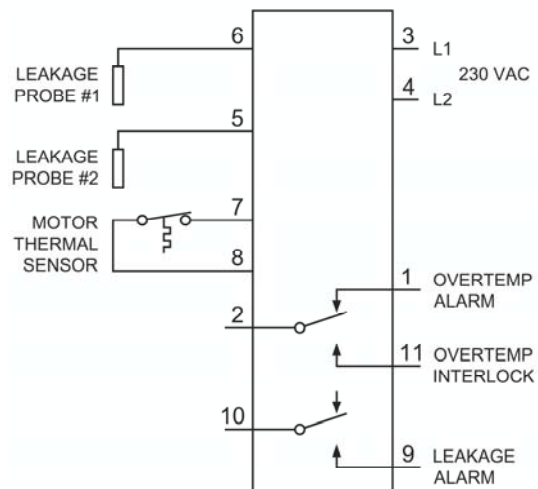 6
3
L1
LEAKAGE
PROBE #1
230 VAC
4
L2
5
LEAKAGE
PROBE #2
7
MOTOR
THERMAL
SENSOR
8
1
OVERTEMP
ALARM
2
11
OVERTEMP
INTERLOCK
10
9
LEAKAGE
ALARM